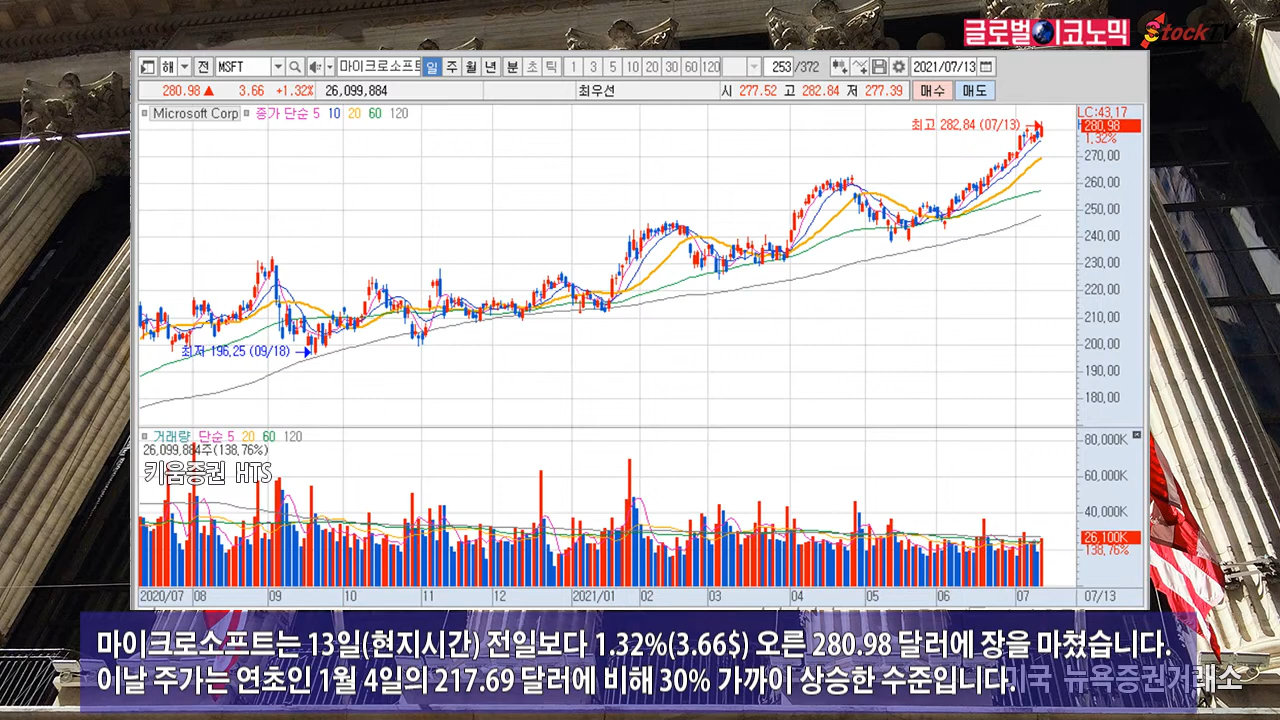 글로벌이코노믹 StockTV
해 전 MSFT 마이크로소프트 일 주 월 년 분 초 틱 1 3 5 10 20 30 60 120 253 /372 2021/07/13
280.98 ▲ 3.66 +1.32% 26,099,884 최우선 시 277.52 고 282.84 저 277.39 매수 매도
Microsoft Corp 종가 단순 5 10 20 60 120
LC:43,17
최고 282,84 (07/13)
280,98
1,32%
270,00
260,00
250,00
240,00
230,00
220,00
210,00
200,00
최저 196,25 (09/18)
190,00
180,00
거래량 단순 5 20 60 120
80,000K
26,099,884주(138,76%)
키움증권 HTS
60,000K
40,000K
26,100K
138,76%
2020/07 08 09 10 11 12 2021/01 02 03 04 05 06 07 07/13
마이크로소프트는 13일(현지시간) 전일보다 1.32%(3.66$) 오른 280.98 달러에 장을 마쳤습니다.
이날 주가는 연초인 1월 4일의 217.69 달러에 비해 30% 가까이 상승한 수준입니다.
미국 뉴욕증권거래소